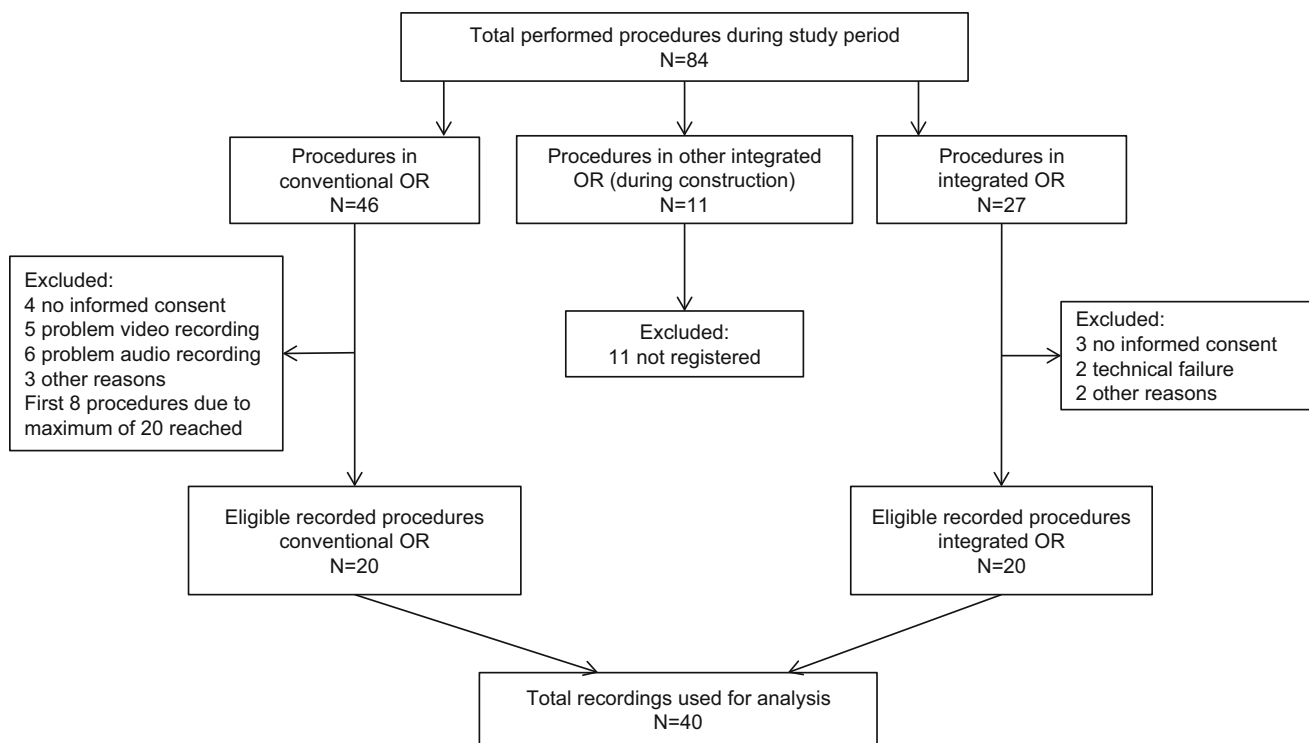 Total performed procedures during study period
N=84
Procedures in
conventional OR
N=46
Procedures in other integrated
OR (during construction)
N=11
Procedures in
integrated OR
N=27
Excluded:
4 no informed consent
5 problem video recording
6 problem audio recording
3 other reasons
First 8 procedures due to
maximum of 20 reached
Excluded:
11 not registered
Excluded:
3 no informed consent
2 technical failure
2 other reasons
Eligible recorded procedures
conventional OR
N=20
Eligible recorded procedures
integrated OR
N=20
Total recordings used for analysis
N=40